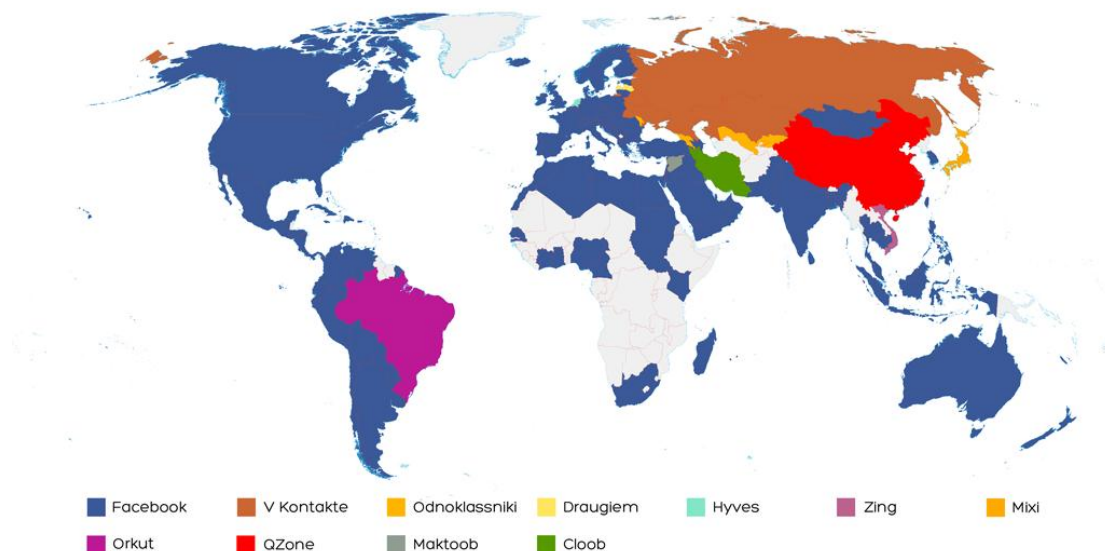 Facebook V Kontakte Odnoklassniki Draugiem Hyves Zing Mixi
Orkut QZone Maktoob Cloob